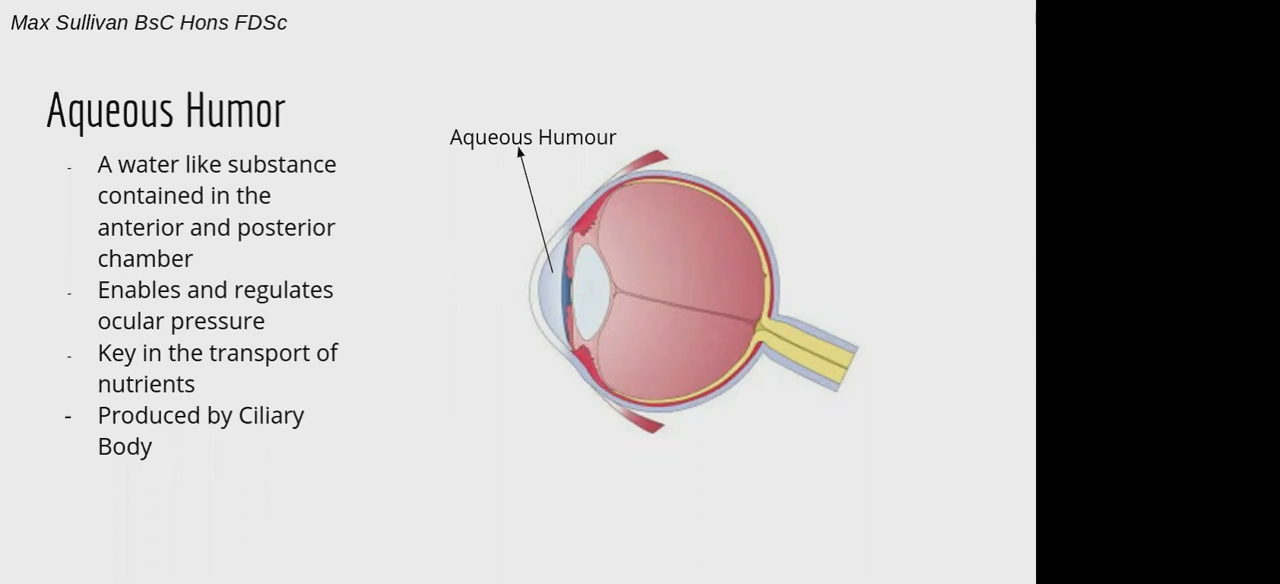 Max Sullivan BsC Hons FDSc
Aqueous Humor
Aqueous Humour
- A water like substance
contained in the
anterior and posterior
chamber
- Enables and regulates
ocular pressure
- Key in the transport of
nutrients
- Produced by Ciliary
Body